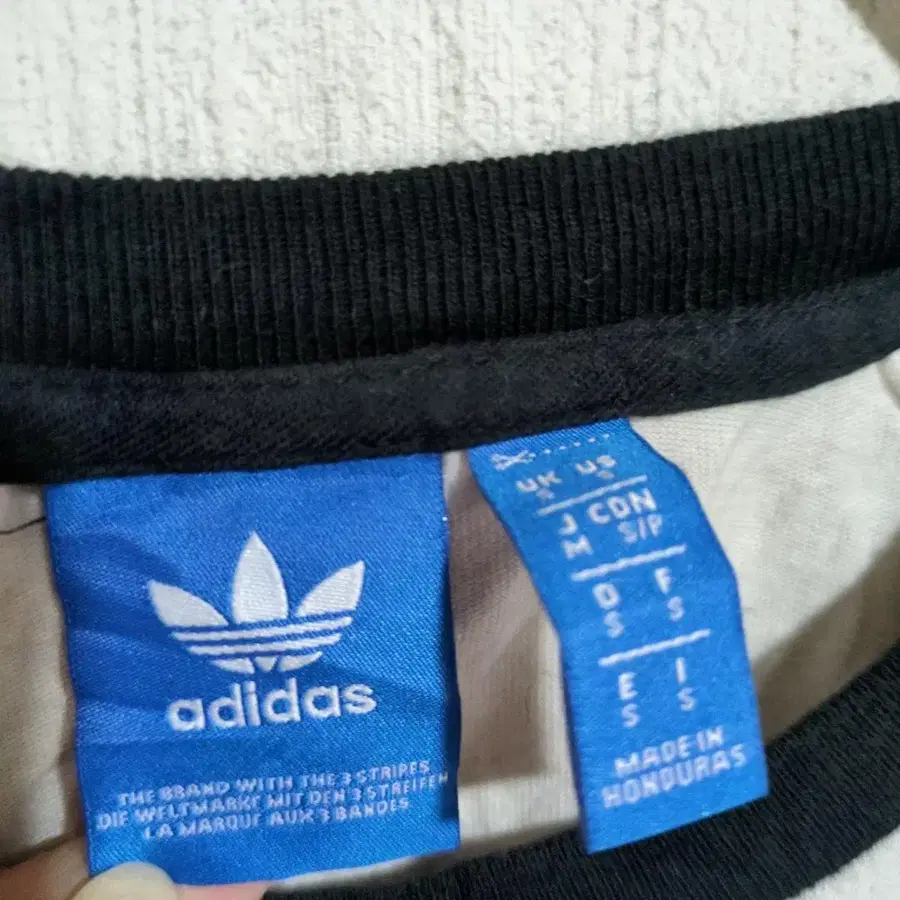 adidas
THE BRAND WITH THE 3 STRIPES
DIE WELTMARKE MIT DEN 3 STREIFEN
LA MARQUE AUX 3 BANDES
UK US
S S
J CDN
M S/P
D F
S S
E I
S S
MADE IN
HONDURAS